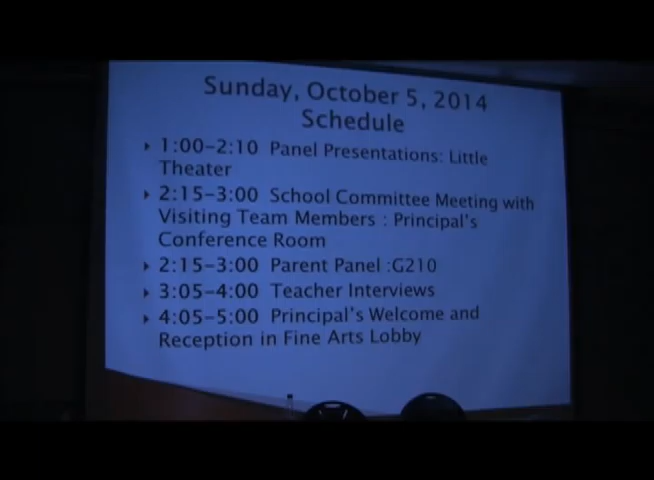 Sunday, October 5, 2014
Schedule
1:00-2:10 Panel Presentations: Little
Theater
2:15-3:00 School Committee Meeting with
Visiting Team Members : Principal's
Conference Room
2:15-3:00 Parent Panel :G210
3:05-4:00 Teacher Interviews
4:05-5:00 Principal's Welcome and
Reception in Fine Arts Lobby